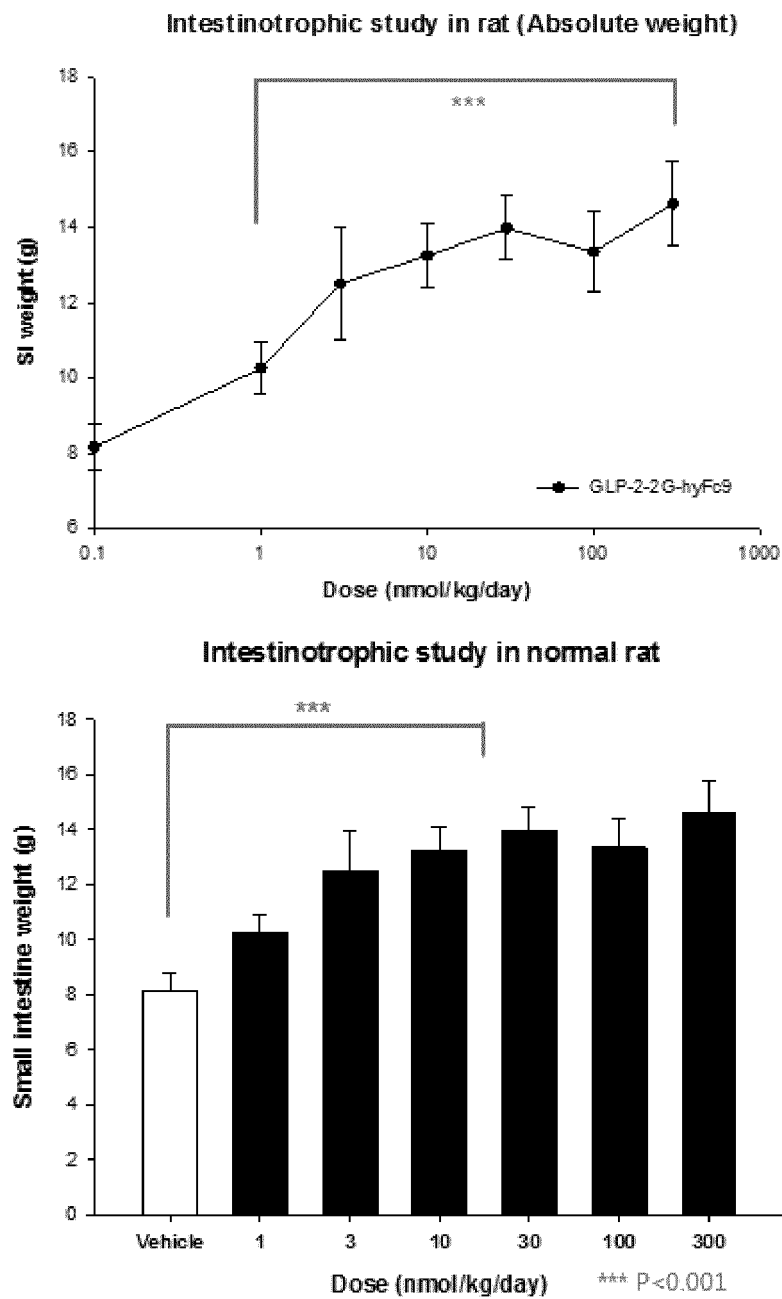 Intestinotrophic study in rat (Absolute weight)
18
16
14
12
10
8
6
SI weight (g)
***
GLP-2-2G-hyFc9
0.1 1 10 100 1000
Dose (nmol/kg/day)
Intestinotrophic study in normal rat
18
16
14
12
10
8
6
4
2
0
Small intestine weight (g)
***
Vehicle 1 3 10 30 100 300
Dose (nmol/kg/day) *** P<0.001